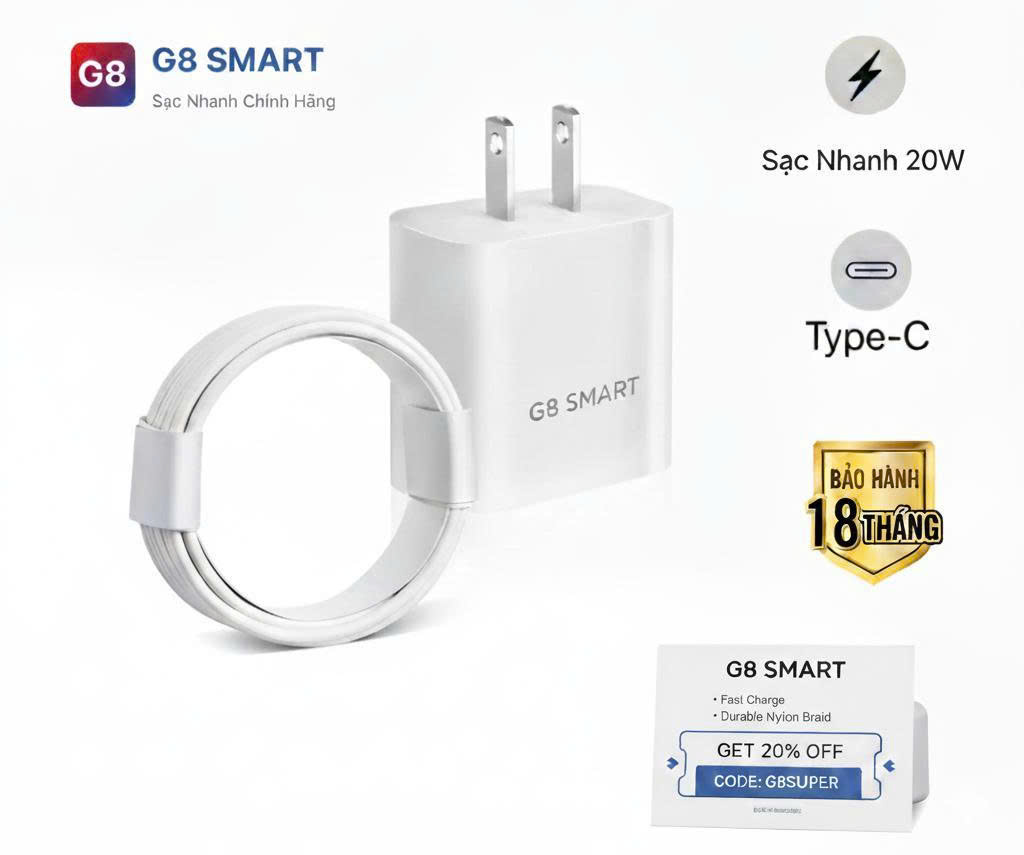 G8
G8 SMART
Sạc Nhanh Chính Hãng
Sạc Nhanh 20W
Type-C
G8 SMART
BẢO HÀNH
18 THÁNG
G8 SMART
• Fast Charge
• Durable Nyion Braid
GET 20% OFF
CODE: G8SUPER